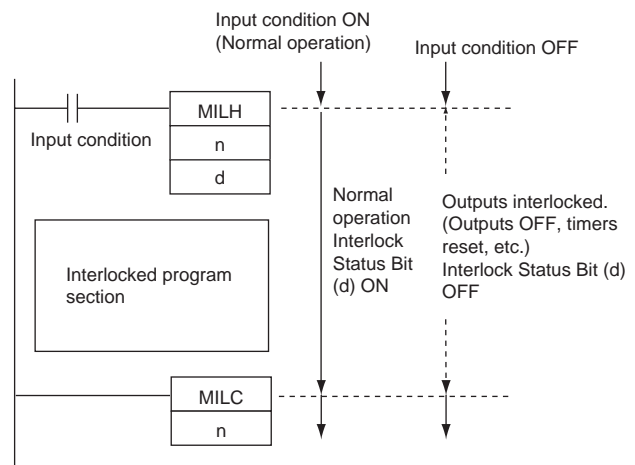 Input condition ON
(Normal operation)
Input condition OFF
MILH
Input condition
n
d
Normal
operation
Interlock
Status Bit
(d) ON
Outputs interlocked.
(Outputs OFF, timers
reset, etc.)
Interlock Status Bit (d)
OFF
Interlocked program
section
MILC
n